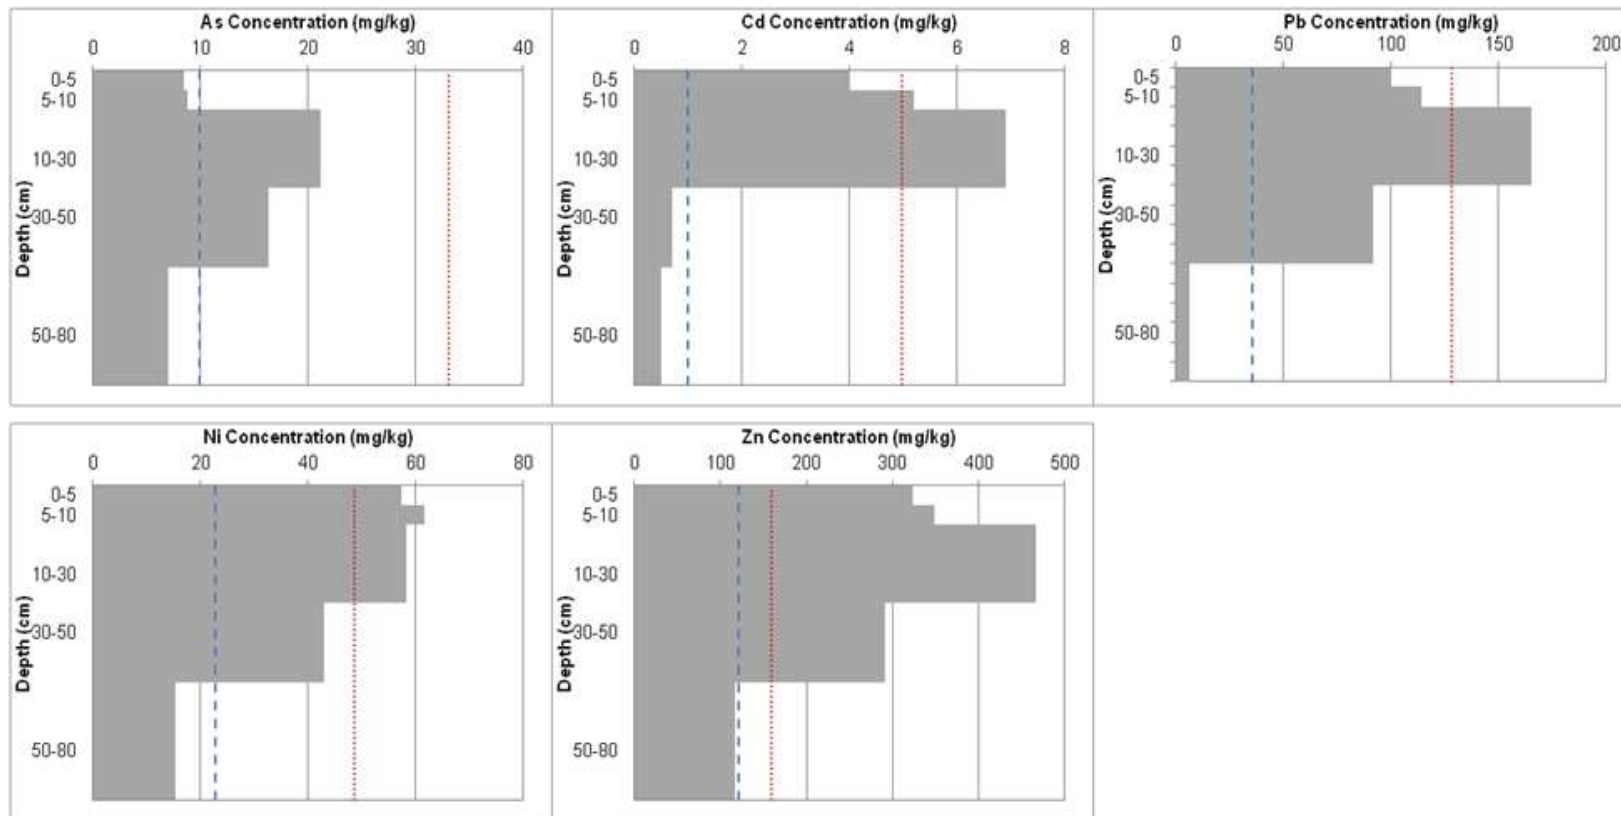 As Concentration (mg/kg)
0 10 20 30 40
0-5
5-10
10-30
30-50
50-80
Depth (cm)
Cd Concentration (mg/kg)
0 2 4 6 8
0-5
5-10
10-30
30-50
50-80
Depth (cm)
Pb Concentration (mg/kg)
0 50 100 150 200
0-5
5-10
10-30
30-50
50-80
Depth (cm)
Ni Concentration (mg/kg)
0 20 40 60 80
0-5
5-10
10-30
30-50
50-80
Depth (cm)
Zn Concentration (mg/kg)
0 100 200 300 400 500
0-5
5-10
10-30
30-50
50-80
Depth (cm)